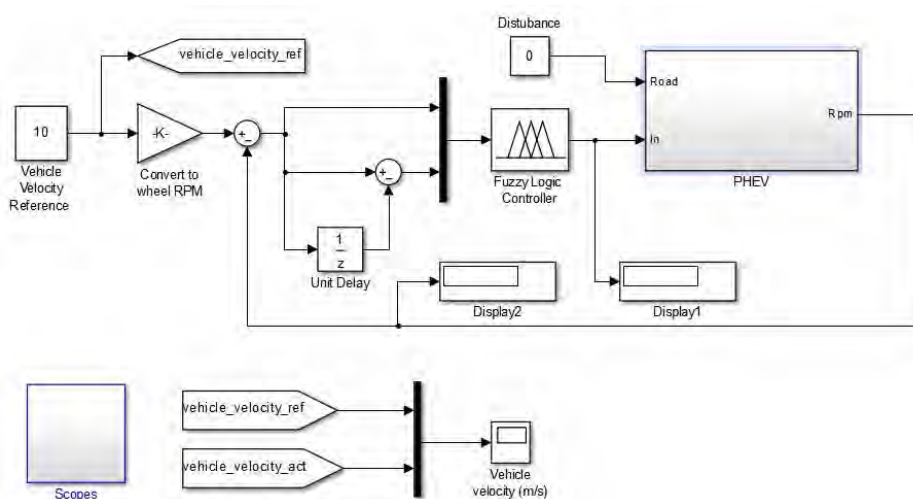 Distubance
vehicle_velocity_ref
0
Road
Rpm
10
-K-
+
−
In
Vehicle
Velocity
Reference
Convert to
wheel RPM
+
−
Fuzzy Logic
Controller
PHEV
1
z
Unit Delay
Display2
Display1
vehicle_velocity_ref
vehicle_velocity_act
Vehicle
velocity (m/s)
Scopes